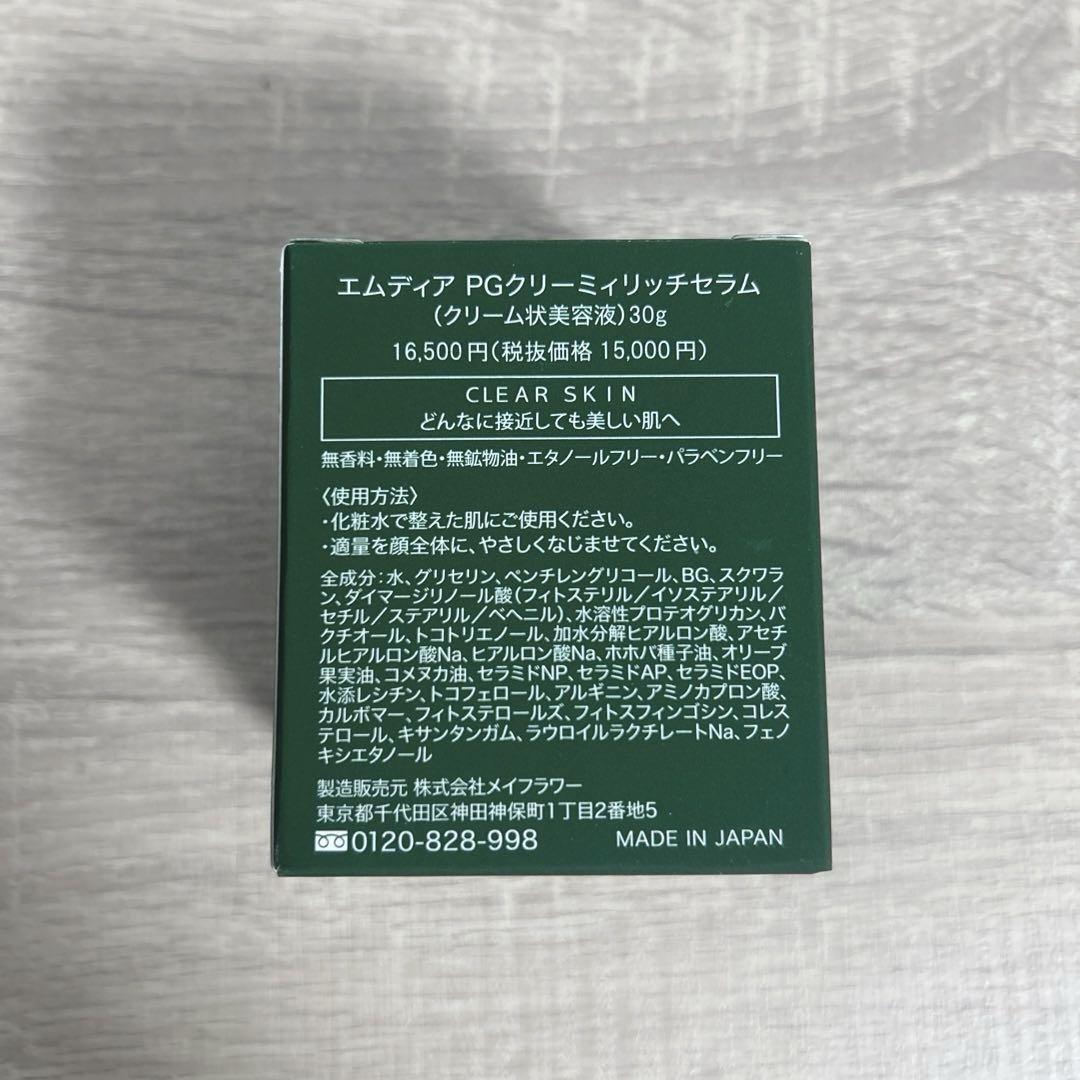 エムディア PGクリーミィリッチセラム
(クリーム状美容液)30g
16,500円(税抜価格 15,000円)
CLEAR SKIN
どんなに接近しても美しい肌へ
無香料・無着色・無鉱物油・エタノールフリー・パラベンフリー
〈使用方法〉
・化粧水で整えた肌にご使用ください。
・適量を顔全体に、やさしくなじませてください。
全成分:水、グリセリン、ペンチレングリコール、BG、スクワラ
ン、ダイマージリノール酸(フィトステリル/イソステアリル/
セチル/ステアリル/ベヘニル)、水溶性プロテオグリカン、バ
クチオール、トコトリエノール、加水分解ヒアルロン酸、アセチ
ルヒアルロン酸Na、ヒアルロン酸Na、ホホバ種子油、オリーブ
果実油、コメヌカ油、セラミドNP、セラミドAP、セラミドEOP、
水添レシチン、トコフェロール、アルギニン、アミノカプロン酸、
カルボマー、フィトステロールズ、フィトスフィンゴシン、コレス
テロール、キサンタンガム、ラウロイルラクチレートNa、フェノ
キシエタノール
製造販売元 株式会社メイフラワー
東京都千代田区神田神保町1丁目2番地5
0120-828-998 MADE IN JAPAN